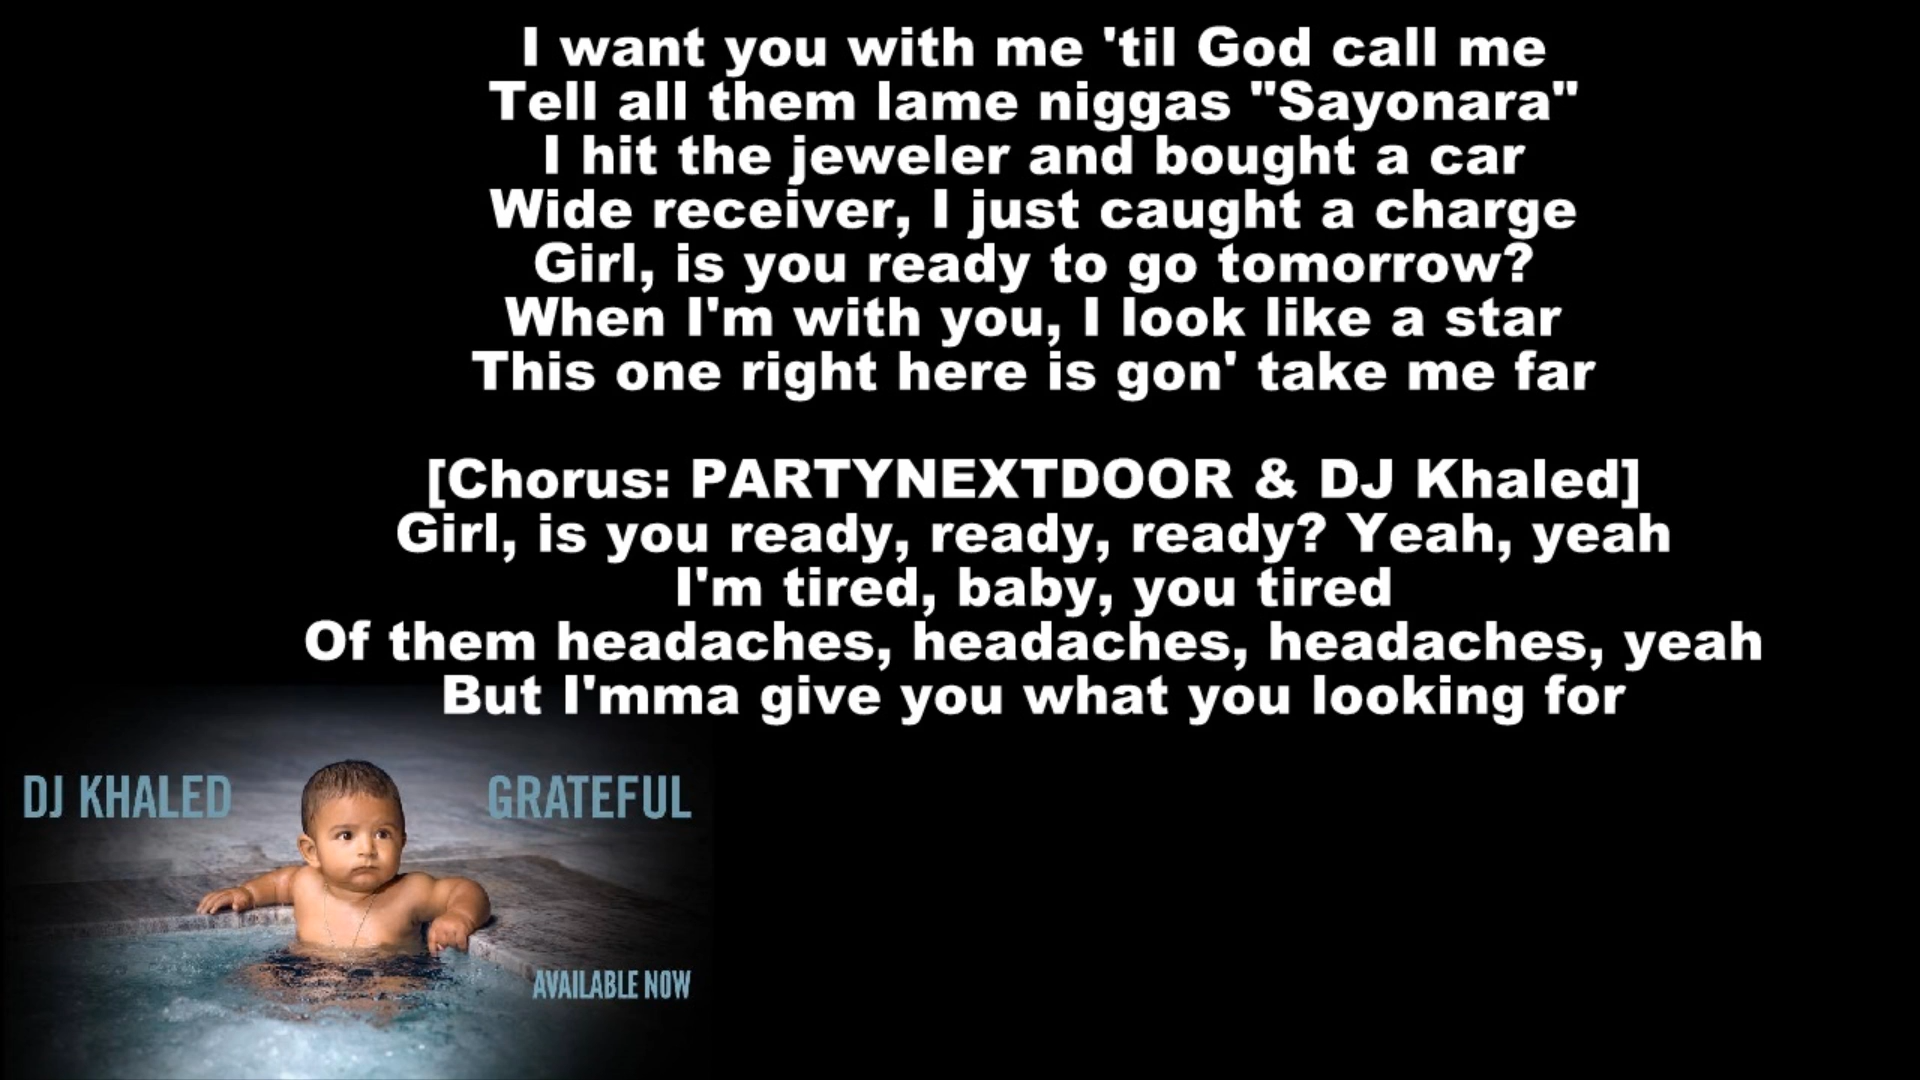 I want you with me 'til God call me
Tell all them lame niggas "Sayonara"
I hit the jeweler and bought a car
Wide receiver, I just caught a charge
Girl, is you ready to go tomorrow?
When I'm with you, I look like a star
This one right here is gon' take me far
[Chorus: PARTYNEXTDOOR & DJ Khaled]
Girl, is you ready, ready, ready? Yeah, yeah
I'm tired, baby, you tired
Of them headaches, headaches, headaches, yeah
But I'mma give you what you looking for
DJ KHALED
GRATEFUL
AVAILABLE NOW